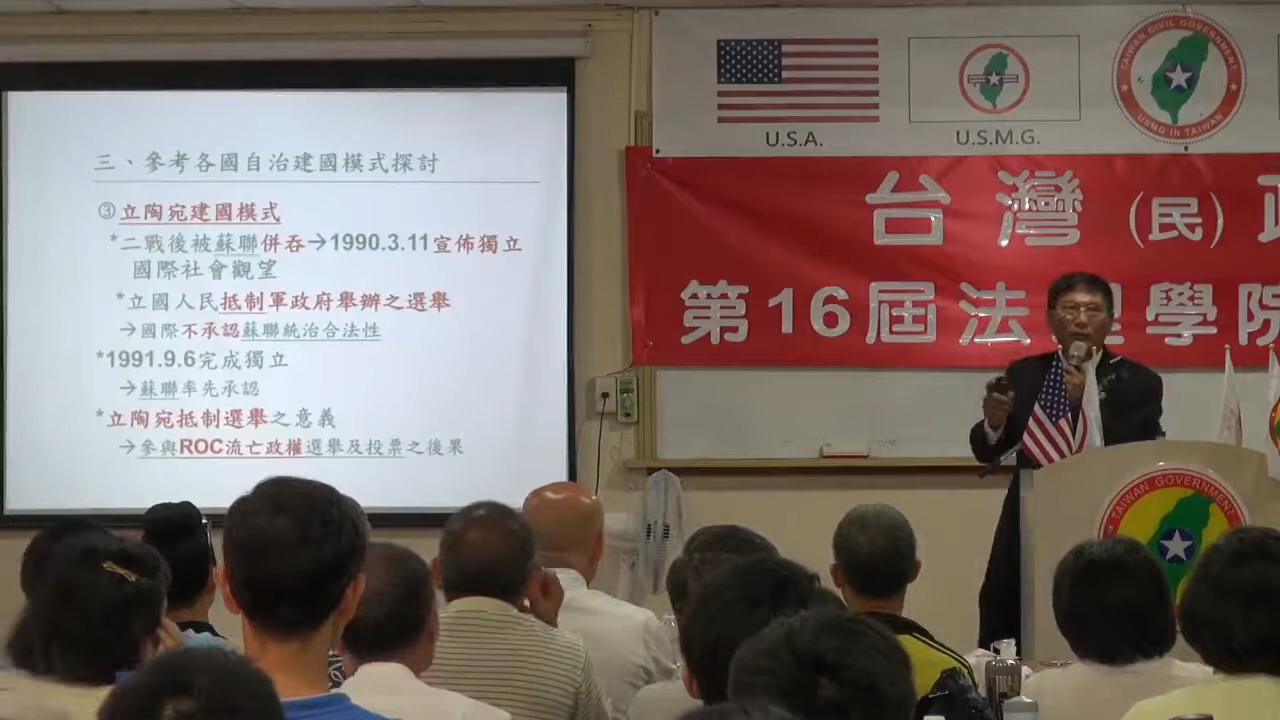 三、參考各國自治建國模式探討
③立陶宛建國模式
*二戰後被蘇聯併吞→1990.3.11宣佈獨立
國際社會觀望
*立國人民抵制軍政府舉辦之選舉
→國際不承認蘇聯統治合法性
*1991.9.6完成獨立
→蘇聯率先承認
*立陶宛抵制選舉之意義
→參與ROC流亡政權選舉及投票之後果
U.S.A.
U.S.M.G.
TAIWAN CIVIL GOVERNMENT
USMG IN TAIWAN
台灣(民)政
第16屆法理學院
TAIWAN GOVERNMENT